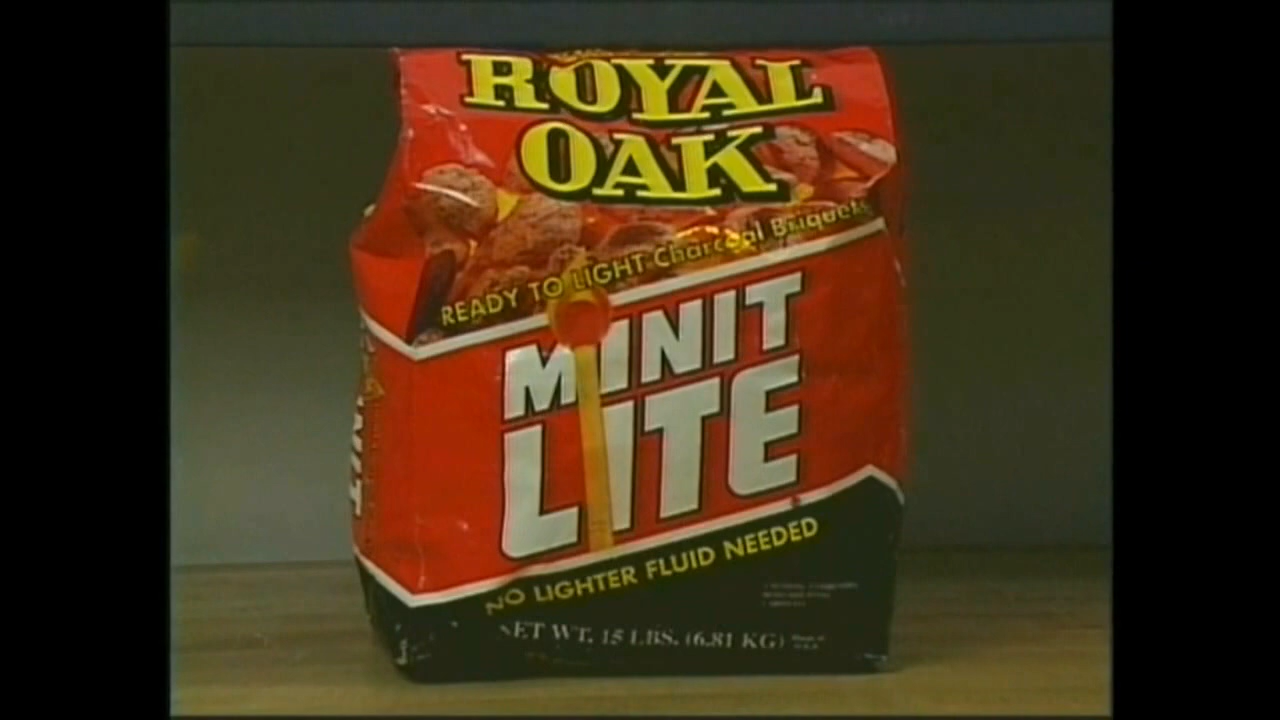 ROYAL
OAK
READY TO LIGHT Charcoal Briquets
MINIT
LITE
NO LIGHTER FLUID NEEDED
NET WT. 15 LBS. (6.81 KG)